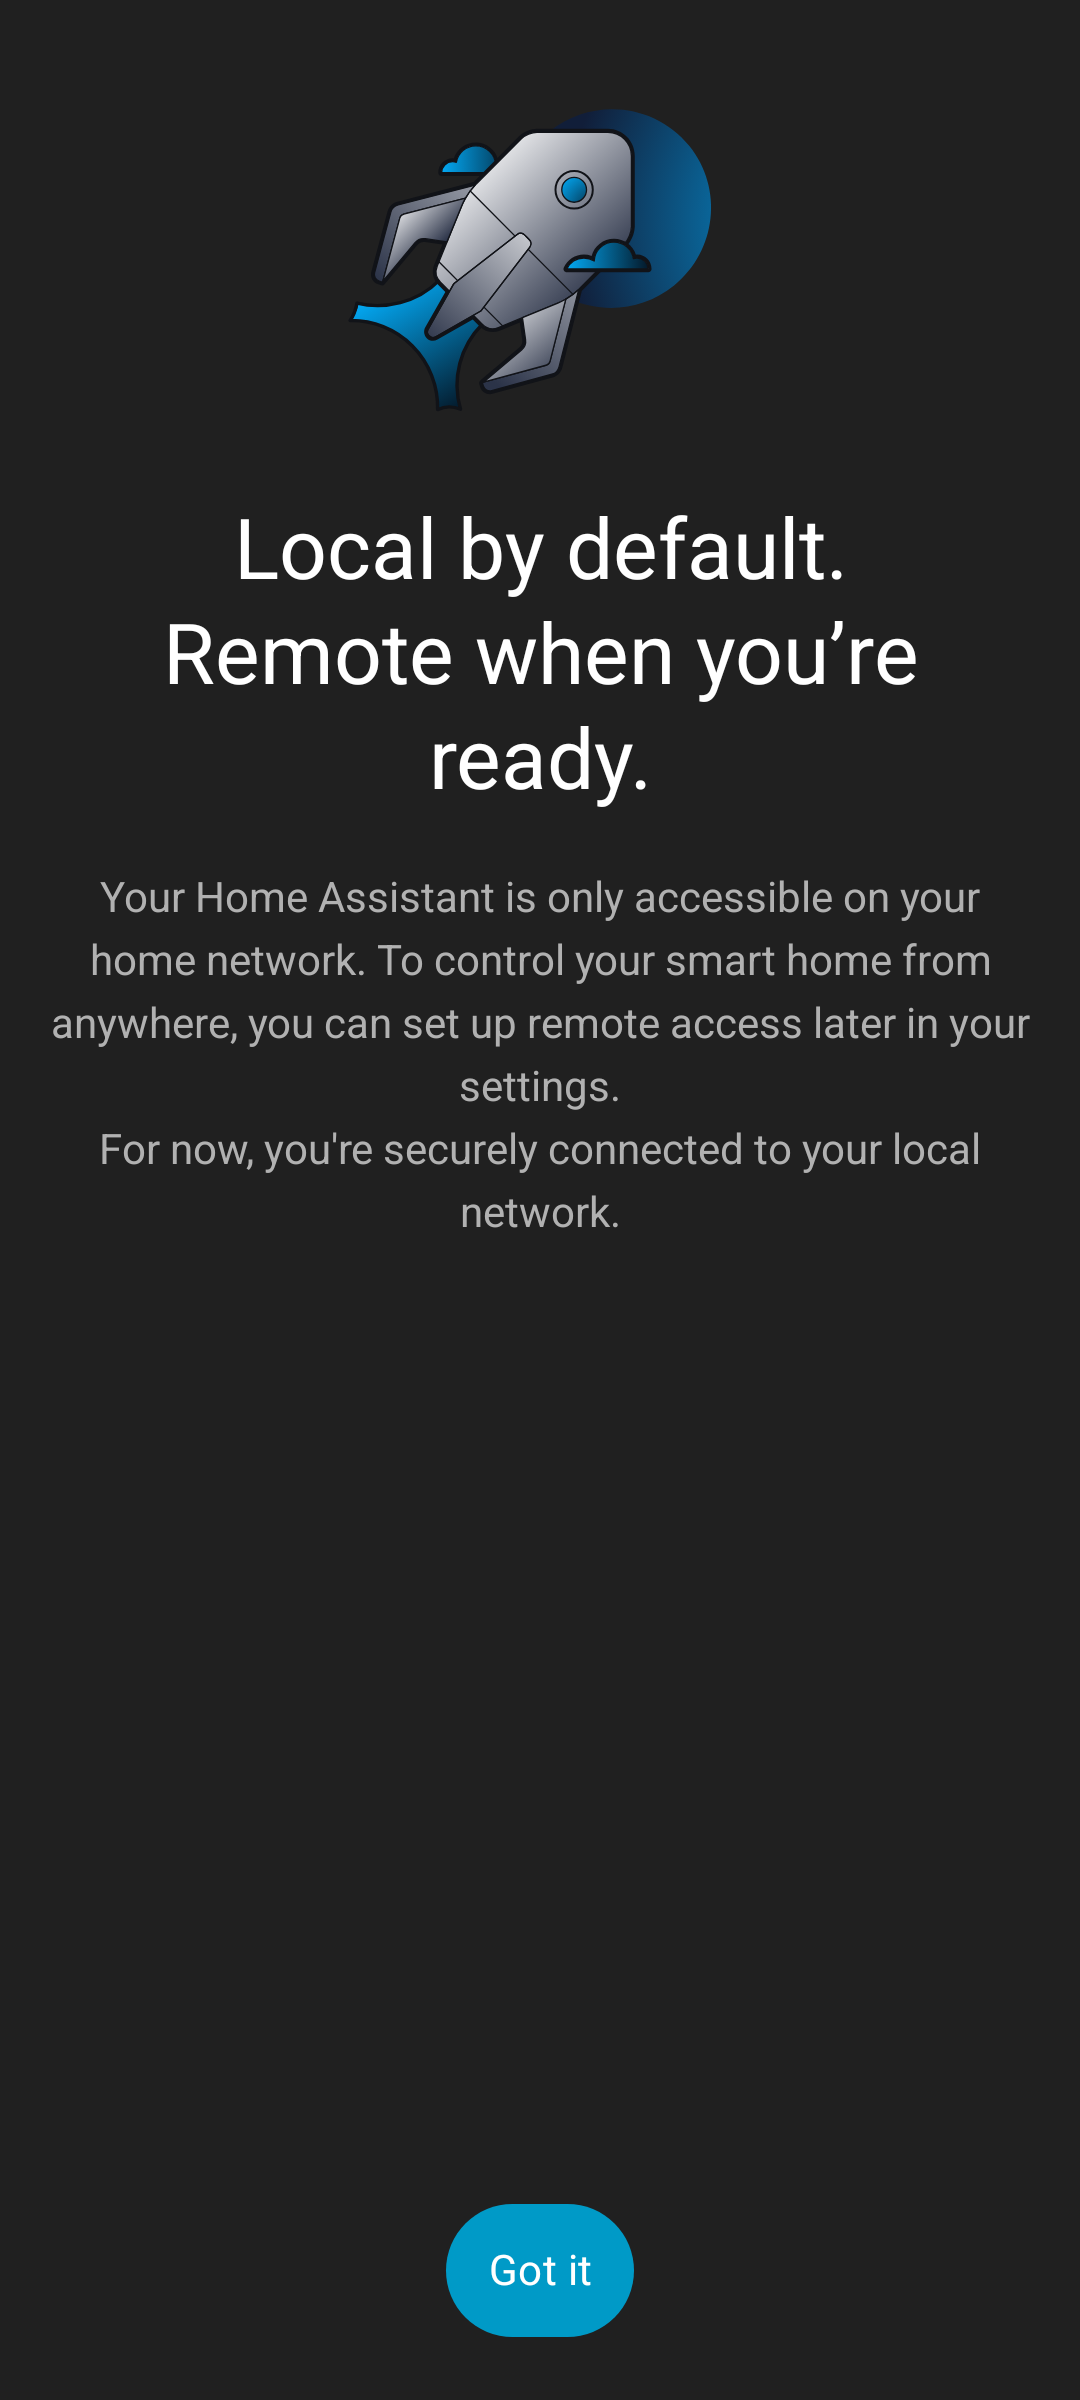 Local by default.
Remote when you’re
ready.
Your Home Assistant is only accessible on your
home network. To control your smart home from
anywhere, you can set up remote access later in your
settings.
For now, you're securely connected to your local
network.
Got it